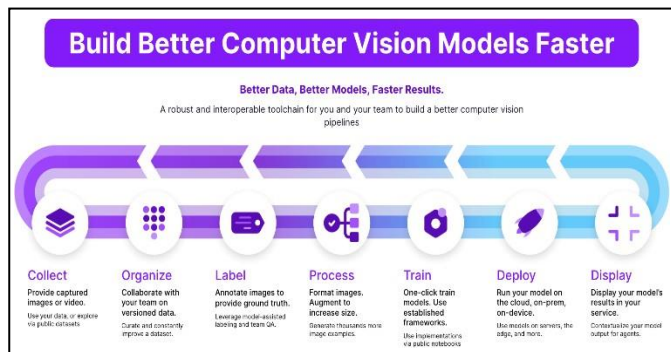 Build Better Computer Vision Models Faster
Better Data, Better Models, Faster Results.
A robust and interoperable toolchain for you and your team to build a better computer vision
pipelines
Collect
Provide captured
images or video.
Use your data, or explore
via public datasets
Organize
Collaborate with
your team on
versioned data.
Curate and constantly
improve a dataset.
Label
Annotate images to
provide ground truth.
Leverage model-assisted
labeling and team QA.
Process
Format images.
Augment to
increase size.
Generate thousands more
image examples.
Train
One-click train
models. Use
established
frameworks.
Use implementations
via public notebooks
Deploy
Run your model on
the cloud, on-prem,
on-device.
Use models on servers, the
edge, and more.
Display
Display your model's
results in your
service.
Contextualize your model
output for agents.